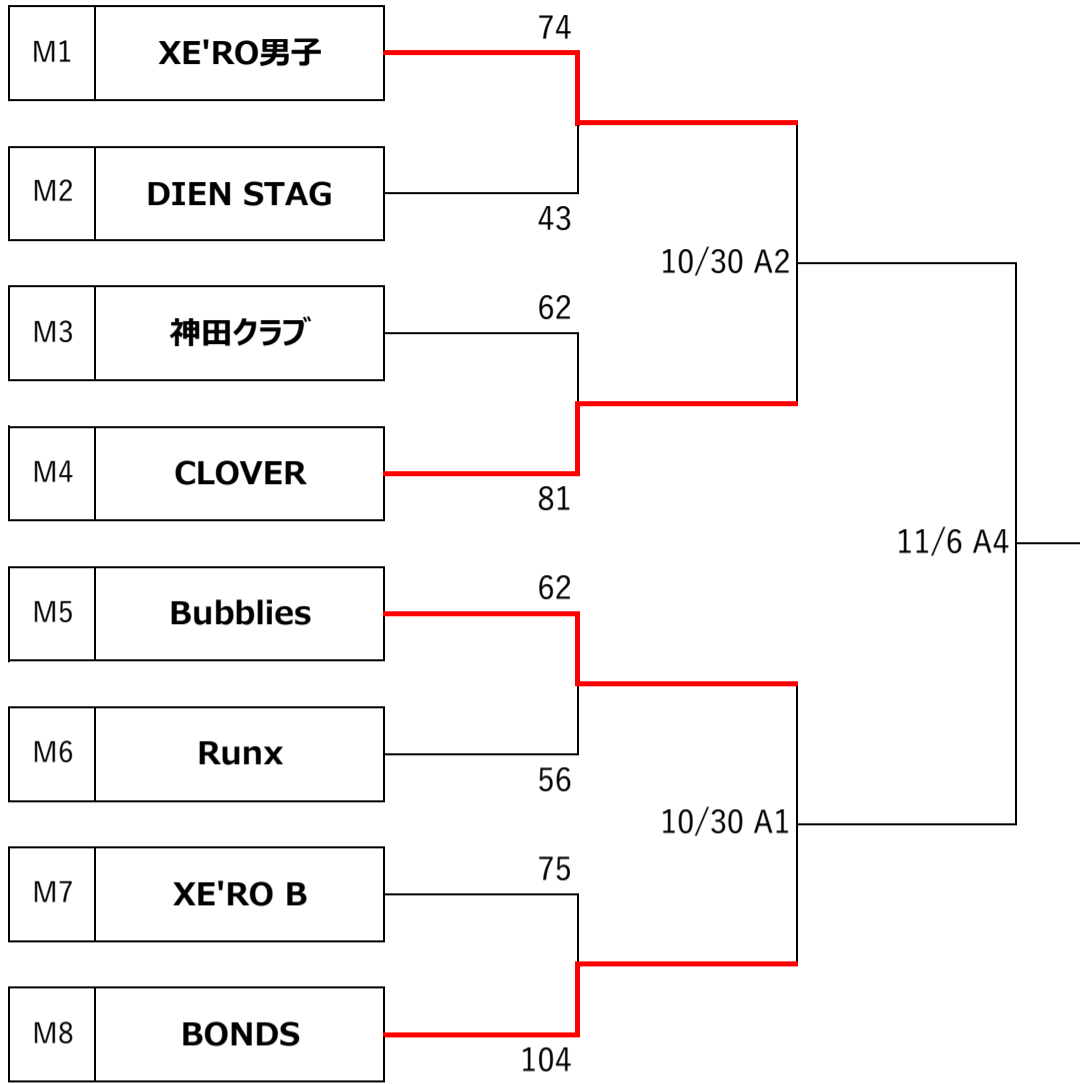 74
M1 XE'RO男子
M2 DIEN STAG
43
10/30 A2
62
M3 神田クラブ
M4 CLOVER
81
11/6 A4
62
M5 Bubblies
M6 Runx
56
10/30 A1
75
M7 XE'RO B
M8 BONDS
104